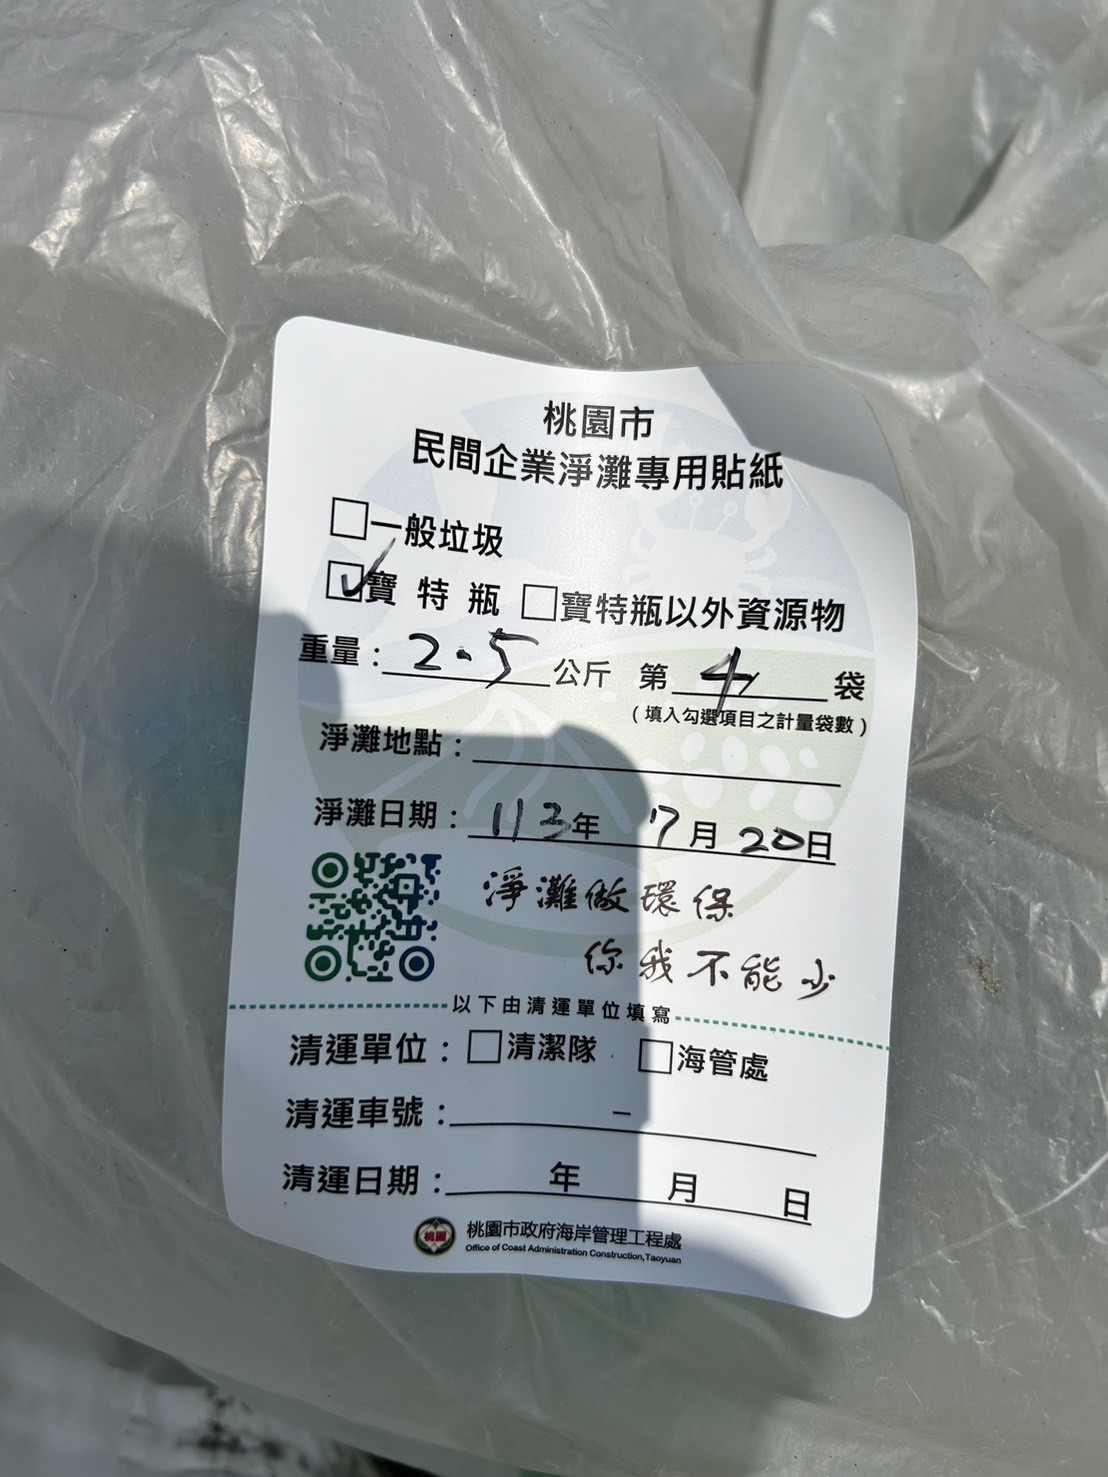 桃園市
民間企業淨灘專用貼紙
□一般垃圾
☑寶特瓶 □寶特瓶以外資源物
重量：2.5公斤 第4袋
（填入勾選項目之計量袋數）
淨灘地點：
淨灘日期：113年 7月20日
淨灘做環保
你我不能少
以下由清運單位填寫
清運單位：□清潔隊 □海管處
清運車號： –
清運日期： 年 月 日
桃園
桃園市政府海岸管理工程處
Office of Coast Administration Construction,Taoyuan